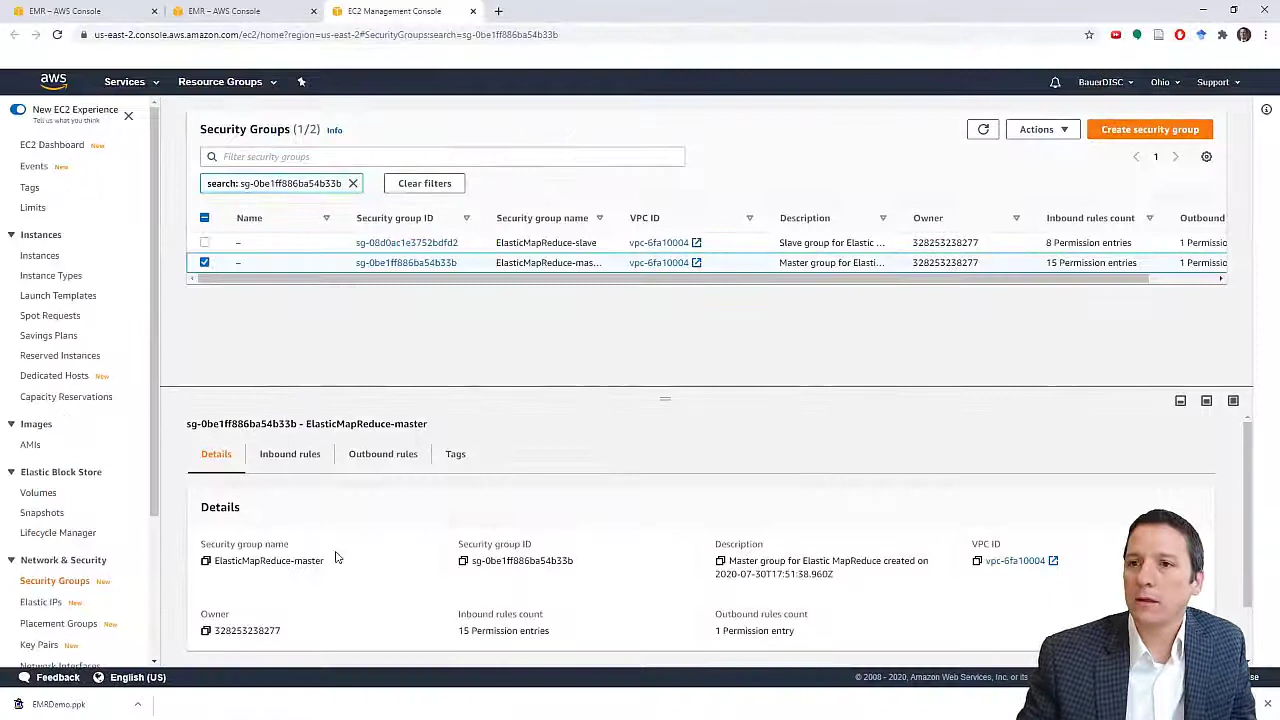 EMR – AWS Console
EMR – AWS Console
EC2 Management Console
us-east-2.console.aws.amazon.com/ec2/home?region=us-east-2#SecurityGroups:search=sg-0be1ff886ba54b33b
aws
Services
Resource Groups
BauerDISC
Ohio
Support
New EC2 Experience
Tell us what you think
EC2 Dashboard New
Events New
Tags
Limits
Instances
Instances
Instance Types
Launch Templates
Spot Requests
Savings Plans
Reserved Instances
Dedicated Hosts New
Capacity Reservations
Images
AMIs
Elastic Block Store
Volumes
Snapshots
Lifecycle Manager
Network & Security
Security Groups New
Elastic IPs New
Placement Groups New
Key Pairs New
Network Interfaces
Security Groups (1/2) Info
Actions
Create security group
Filter security groups
1
search: sg-0be1ff886ba54b33b
Clear filters
Name Security group ID Security group name VPC ID Description Owner Inbound rules count Outbound
– sg-08d0ac1e3752bdfd2 ElasticMapReduce-slave vpc-6fa10004 Slave group for Elastic ... 328253238277 8 Permission entries 1 Permissio
– sg-0be1ff886ba54b33b ElasticMapReduce-mas... vpc-6fa10004 Master group for Elasti... 328253238277 15 Permission entries 1 Permissio
sg-0be1ff886ba54b33b - ElasticMapReduce-master
Details Inbound rules Outbound rules Tags
Details
Security group name
ElasticMapReduce-master
Security group ID
sg-0be1ff886ba54b33b
Description
Master group for Elastic MapReduce created on
2020-07-30T17:51:38.960Z
VPC ID
vpc-6fa10004
Owner
328253238277
Inbound rules count
15 Permission entries
Outbound rules count
1 Permission entry
Feedback
English (US)
© 2008 - 2020, Amazon Web Services, Inc. or its
se
EMRDemo.ppk